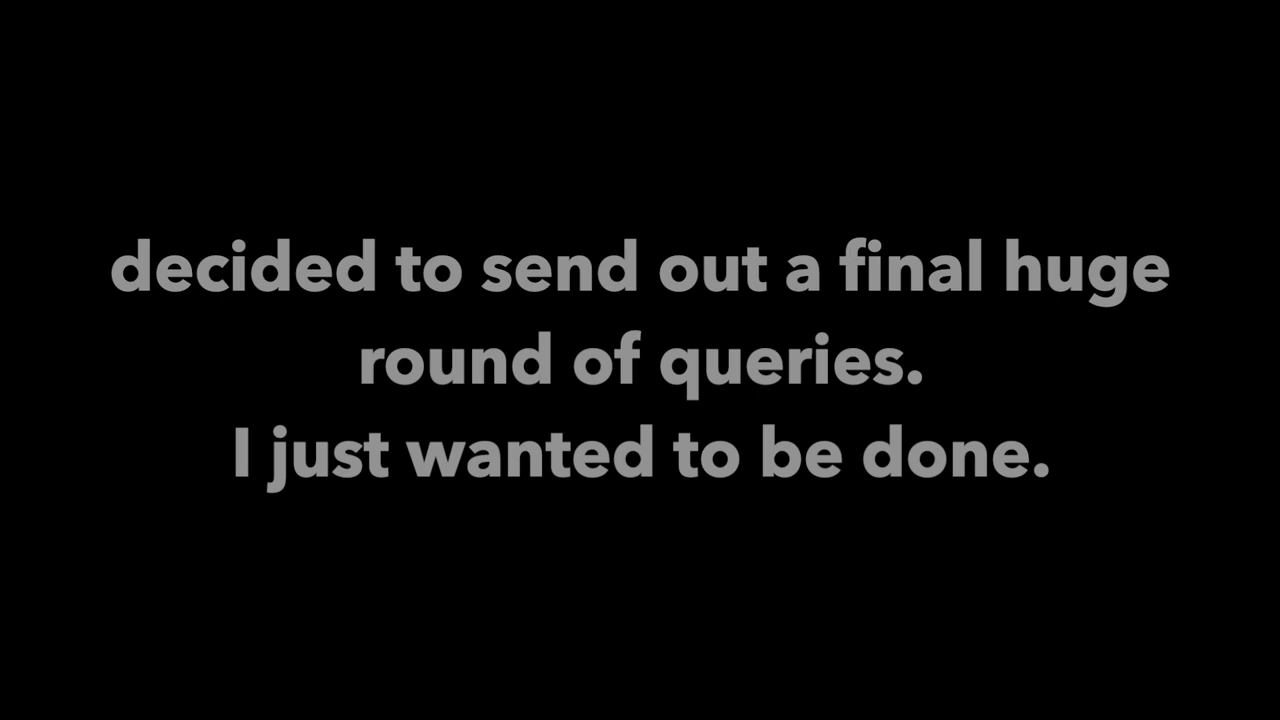 decided to send out a final huge
round of queries.
I just wanted to be done.